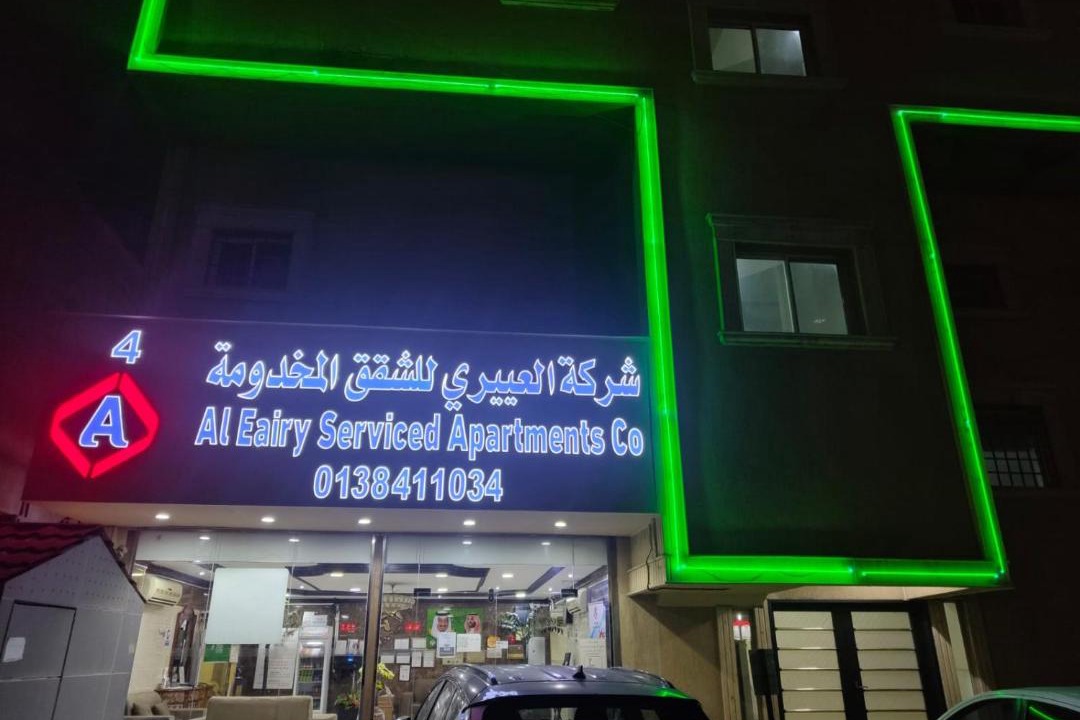 4
A
شركة العييري للشقق المخدومة
Al Eairy Serviced Apartments Co
0138411034